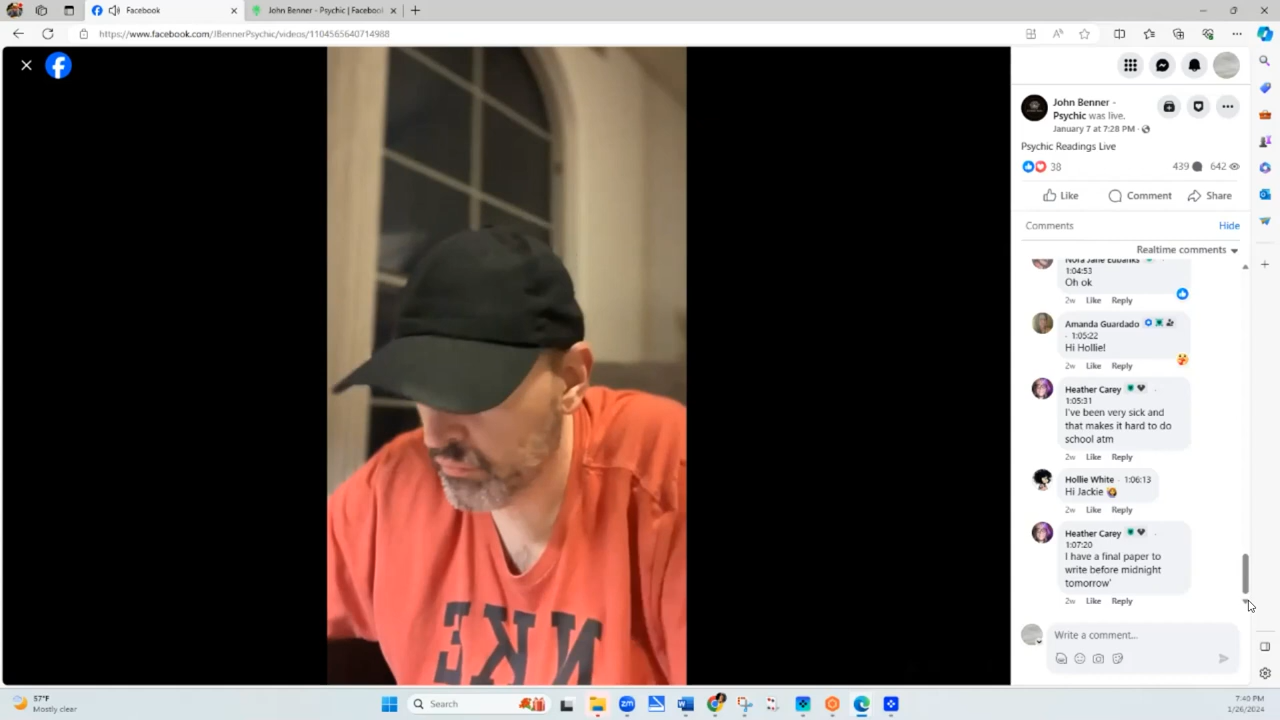 Facebook
John Benner - Psychic | Facebool
https://www.facebook.com/JBennerPsychic/videos/1104565640714988
John Benner -
Psychic was live.
January 7 at 7:28 PM ·
Psychic Readings Live
38
439
642
Like
Comment
Share
Comments
Hide
Realtime comments
Nora Jane Eubanks
1:04:53
Oh ok
2w Like Reply
Amanda Guardado
· 1:05:22
Hi Hollie!
2w Like Reply
Heather Carey ·
1:05:31
I've been very sick and
that makes it hard to do
school atm
2w Like Reply
Hollie White · 1:06:13
Hi Jackie
2w Like Reply
Heather Carey ·
1:07:20
I have a final paper to
write before midnight
tomorrow'
2w Like Reply
Write a comment...
NKE
57°F
Mostly clear
Search
7:40 PM
1/26/2024